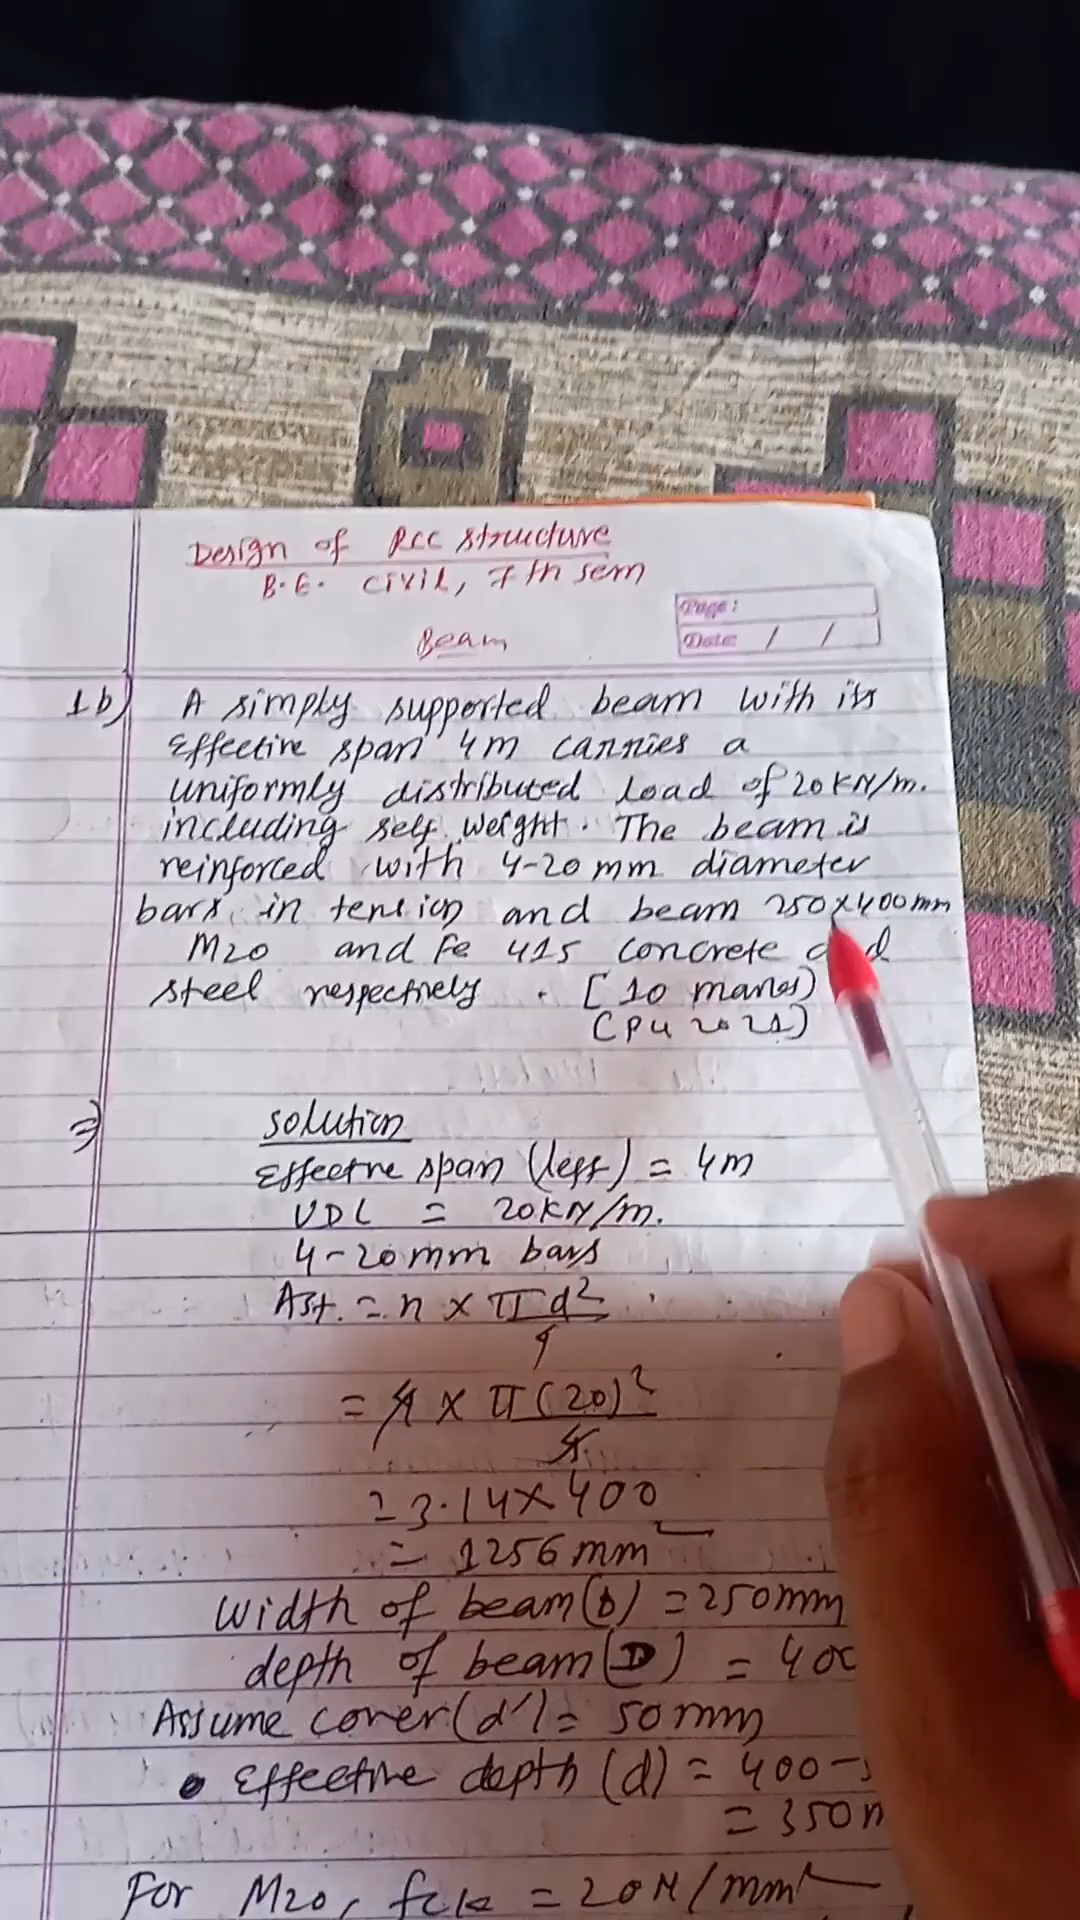 Design of RCC structure
B.E. civil, 7th sem
Page:
Date: / /
Beam
1b) A simply supported beam with its
effective span 4m carries a
uniformly distributed load of 20KN/m.
including self weight. The beam is
reinforced with 4-20mm diameter
bars in tension and beam 250x400mm
M20 and Fe 415 concrete
steel respectively. [10 marks)
(PU 2021)
=> solution
Effective span (leff) = 4m
UDL = 20KN/m.
4-20mm bars
Ast. = n x πd²/4
= 4 x π(20)²/4
= 3.14x400
= 1256mm²
width of beam(b) = 250mm
depth of beam(D) = 40
Assume cover(d') = 50mm
• Effective depth (d) = 400-
= 350
For M20, fck = 20N/mm²